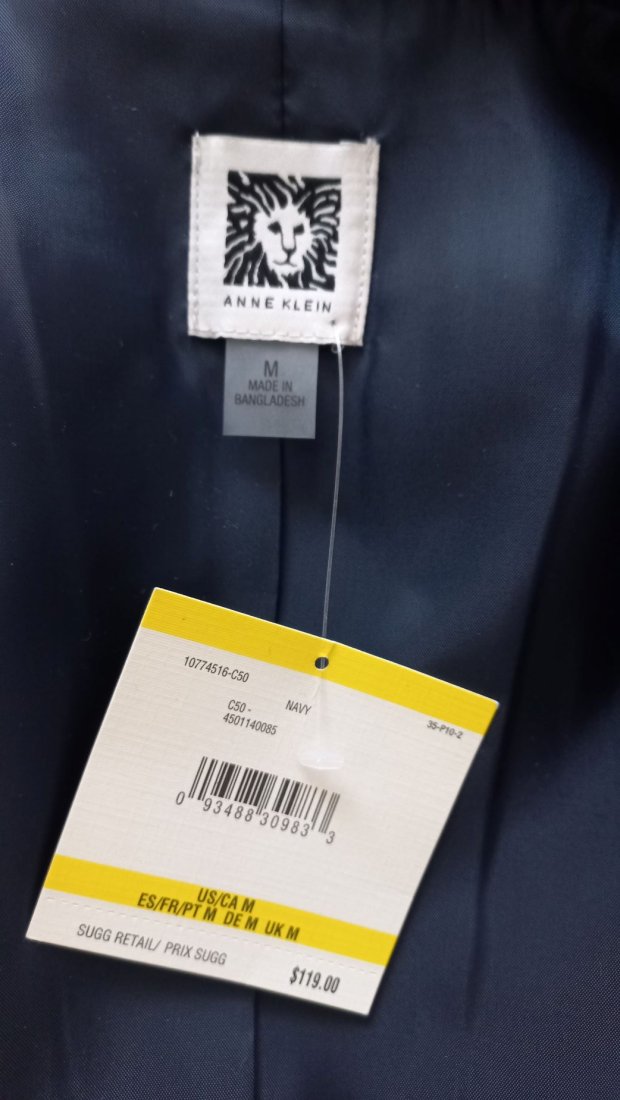 ANNE KLEIN
M
MADE IN
BANGLADESH
10774516-C50
C50 - NAVY
4501140085
35-P10-2
0 93488 30983 3
US/CA M
ES/FR/PT M DE M UK M
SUGG RETAIL/ PRIX SUGG
$119.00